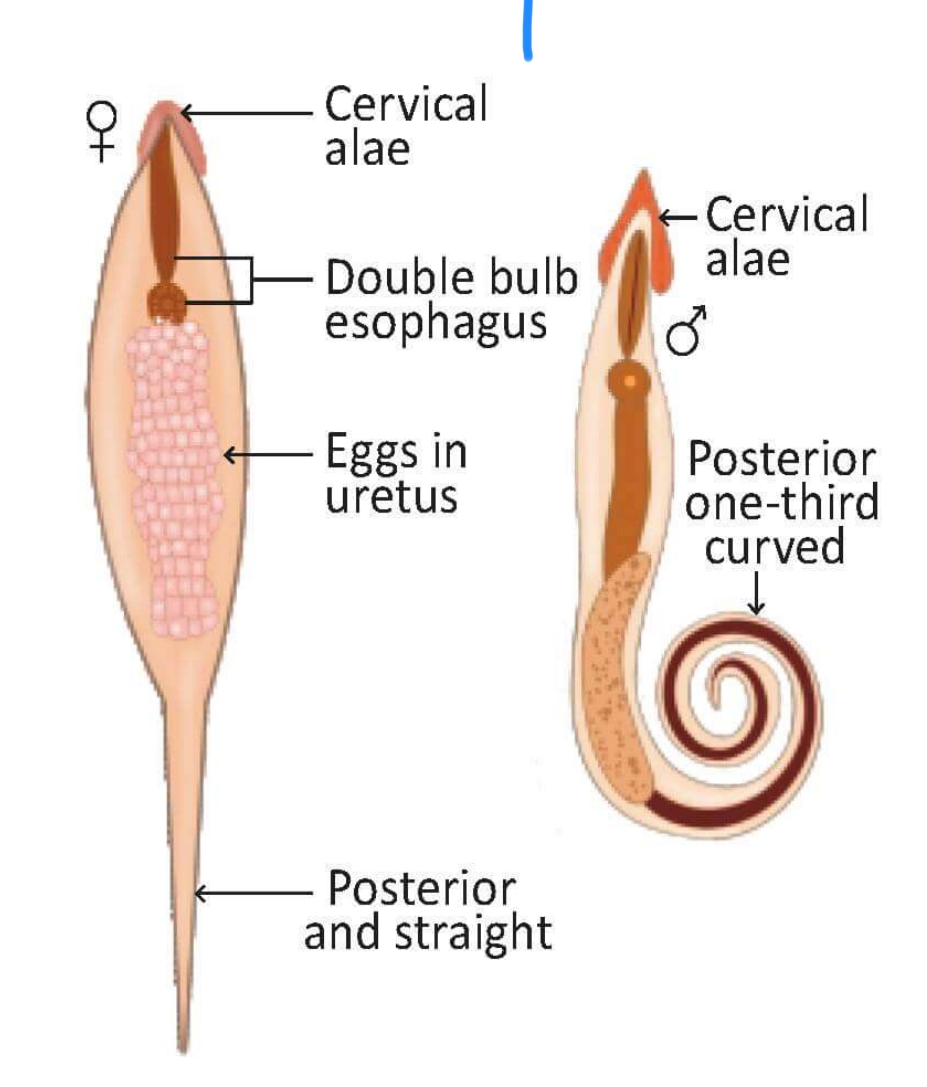 ♀
Cervical
alae
Double bulb
esophagus
Eggs in
uretus
Posterior
and straight
Cervical
alae
♂
Posterior
one-third
curved